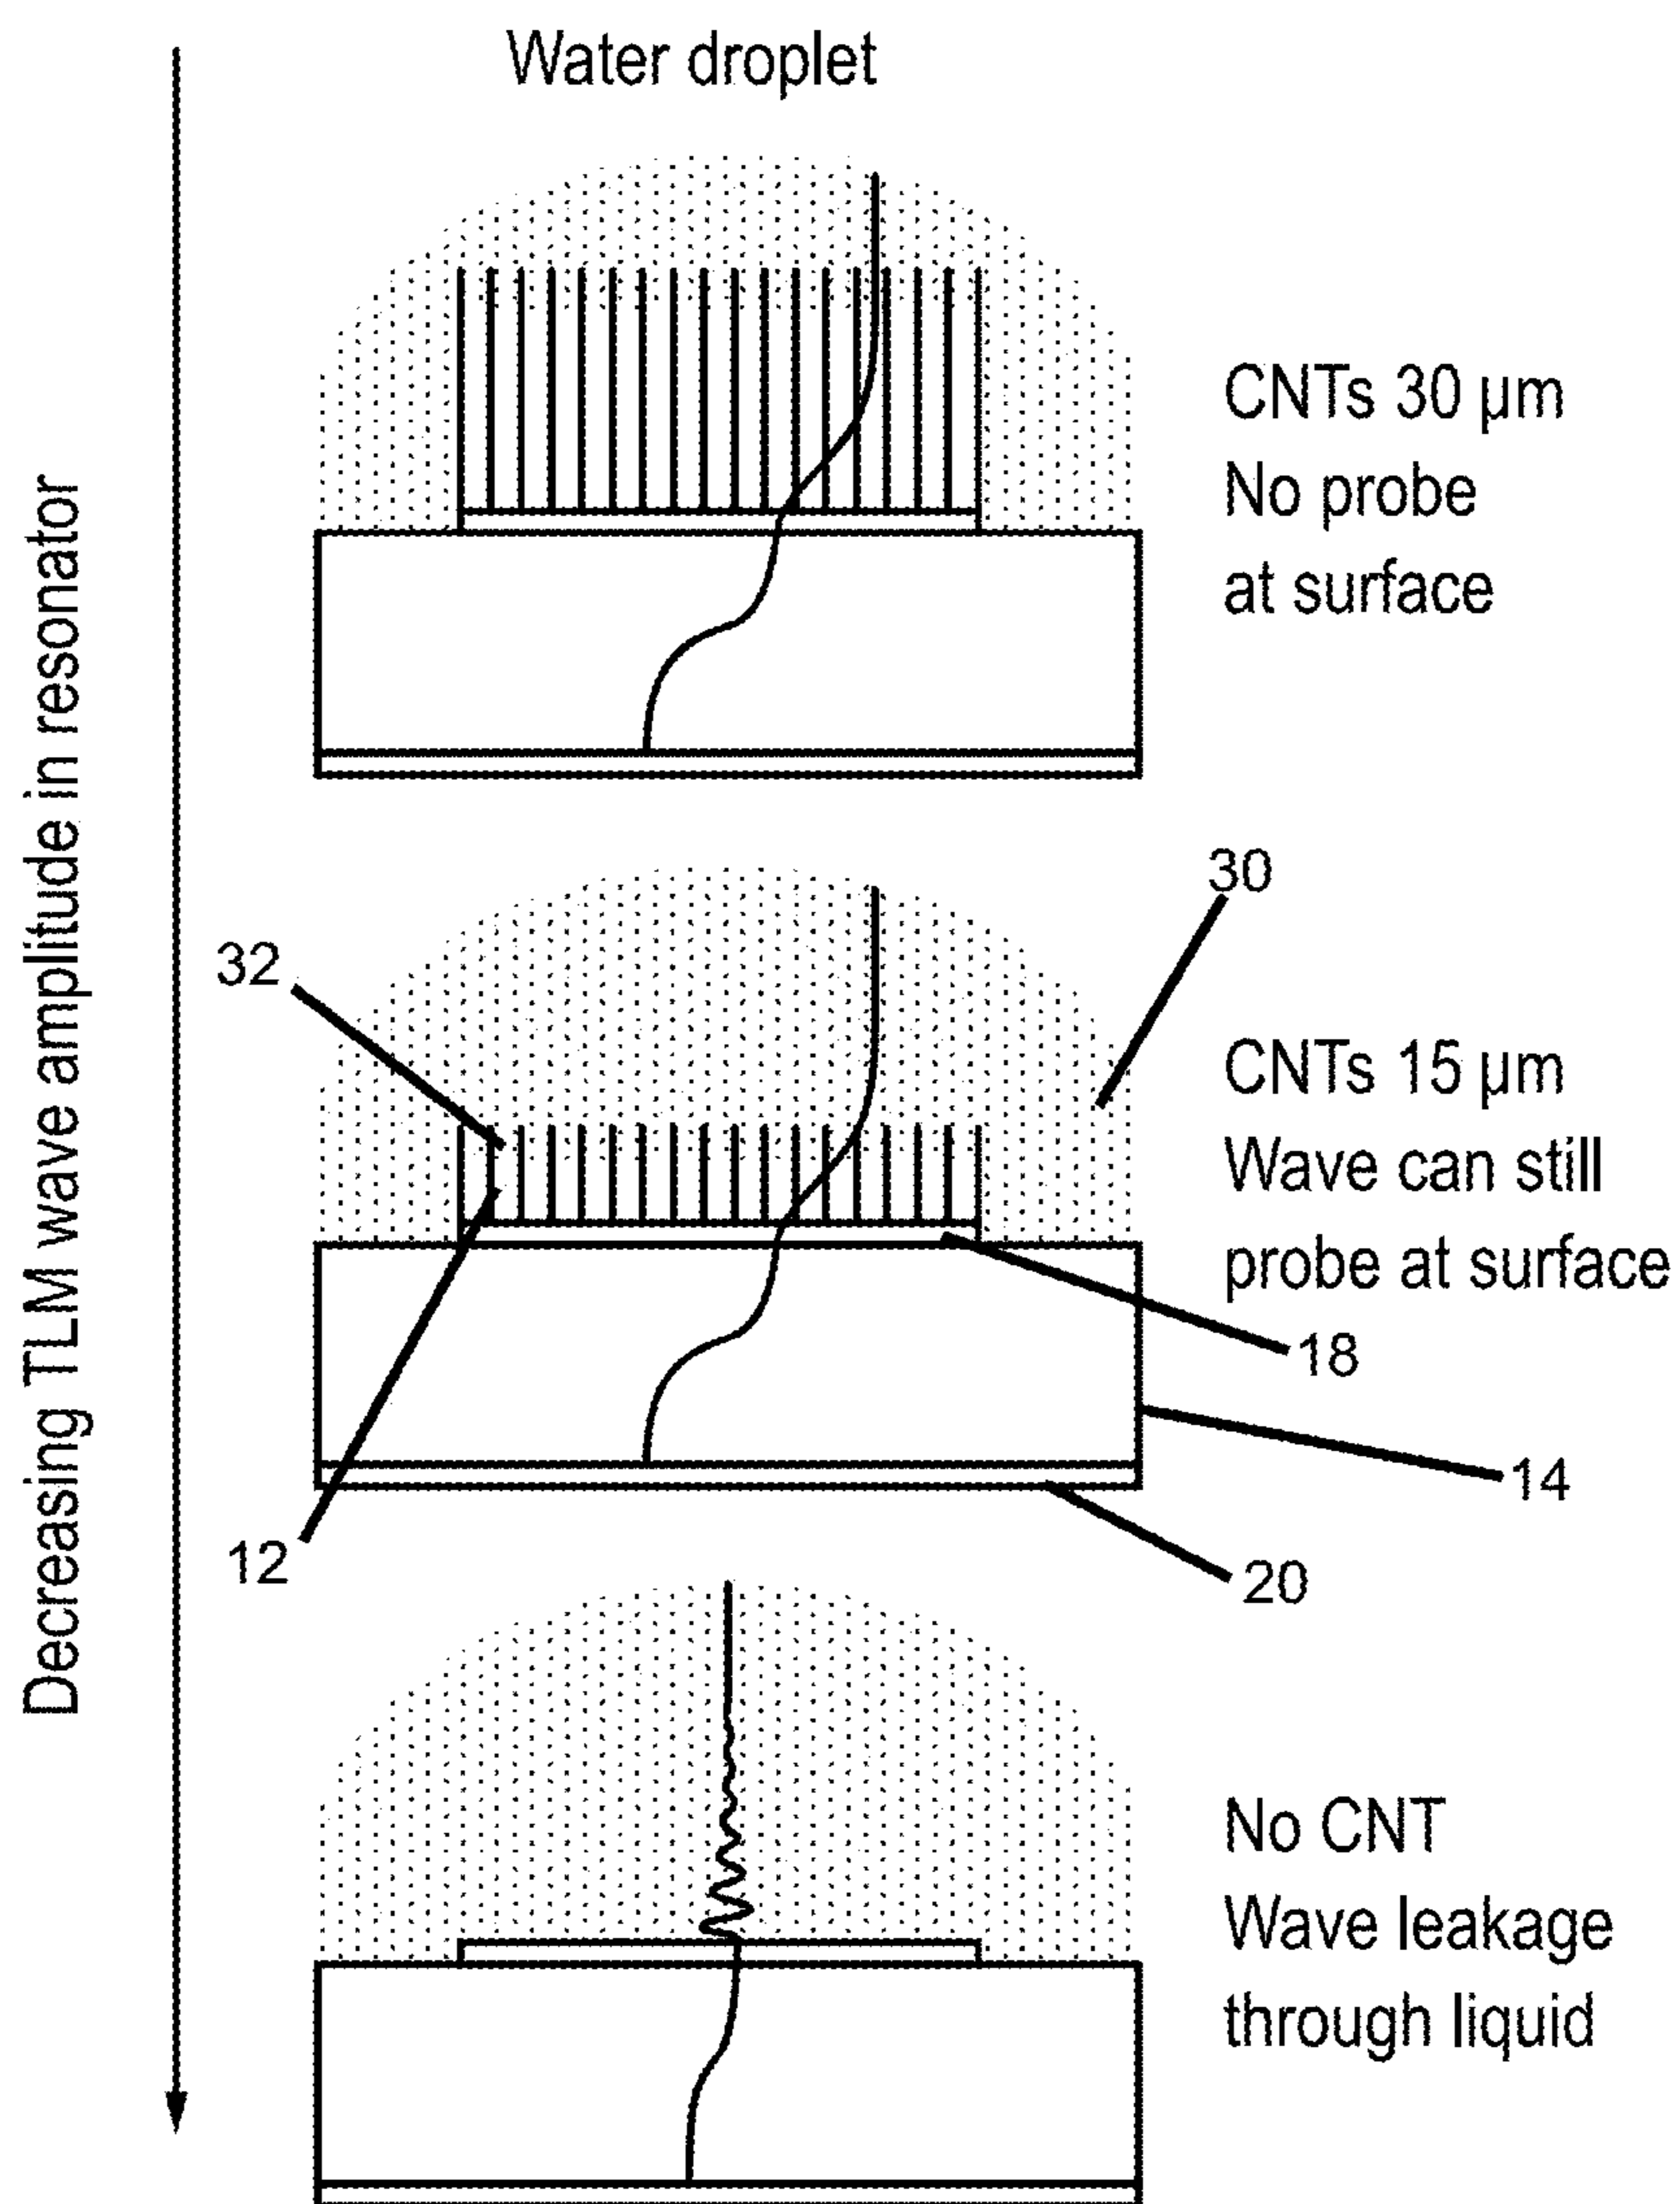 Water droplet
Decreasing TLM wave amplitude in resonator
CNTs 30 µm
No probe
at surface
30
32
CNTs 15 µm
Wave can still
probe at surface
18
14
12
20
No CNT
Wave leakage
through liquid